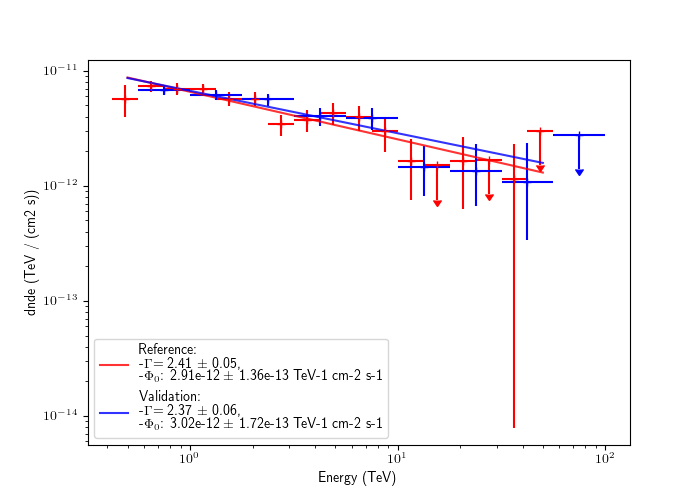 10⁻¹¹
10⁻¹²
10⁻¹³
10⁻¹⁴
dnde (TeV / (cm2 s))
Reference:
-Γ= 2.41 ± 0.05,
-Φ₀: 2.91e-12 ± 1.36e-13 TeV-1 cm-2 s-1
Validation:
-Γ= 2.37 ± 0.06,
-Φ₀: 3.02e-12 ± 1.72e-13 TeV-1 cm-2 s-1
10⁰ 10¹ 10²
Energy (TeV)